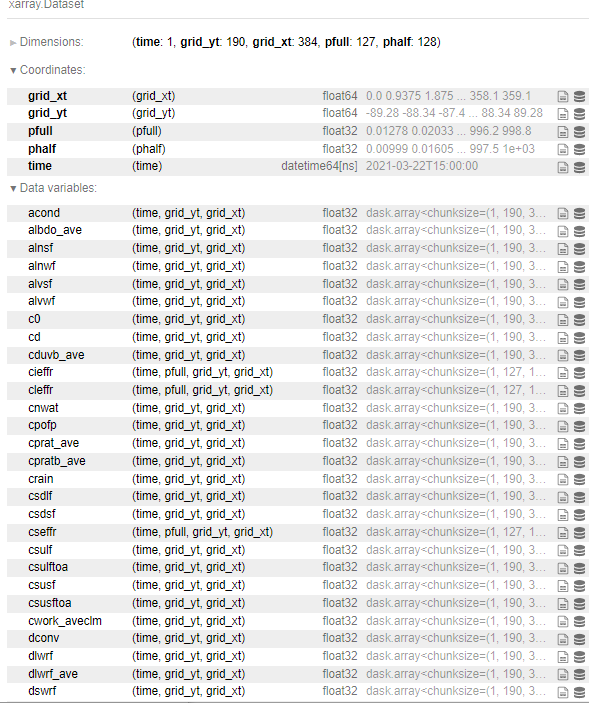 xarray.Dataset
► Dimensions: (time: 1, grid_yt: 190, grid_xt: 384, pfull: 127, phalf: 128)
▼ Coordinates:
grid_xt (grid_xt) float64 0.0 0.9375 1.875 ... 358.1 359.1
grid_yt (grid_yt) float64 -89.28 -88.34 -87.4 ... 88.34 89.28
pfull (pfull) float32 0.01278 0.02033 ... 996.2 998.8
phalf (phalf) float32 0.00999 0.01605 ... 997.5 1e+03
time (time) datetime64[ns] 2021-03-22T15:00:00
▼ Data variables:
acond (time, grid_yt, grid_xt) float32 dask.array<chunksize=(1, 190, 3...
albdo_ave (time, grid_yt, grid_xt) float32 dask.array<chunksize=(1, 190, 3...
alnsf (time, grid_yt, grid_xt) float32 dask.array<chunksize=(1, 190, 3...
alnwf (time, grid_yt, grid_xt) float32 dask.array<chunksize=(1, 190, 3...
alvsf (time, grid_yt, grid_xt) float32 dask.array<chunksize=(1, 190, 3...
alvwf (time, grid_yt, grid_xt) float32 dask.array<chunksize=(1, 190, 3...
c0 (time, grid_yt, grid_xt) float32 dask.array<chunksize=(1, 190, 3...
cd (time, grid_yt, grid_xt) float32 dask.array<chunksize=(1, 190, 3...
cduvb_ave (time, grid_yt, grid_xt) float32 dask.array<chunksize=(1, 190, 3...
cieffr (time, pfull, grid_yt, grid_xt) float32 dask.array<chunksize=(1, 127, 1...
cleffr (time, pfull, grid_yt, grid_xt) float32 dask.array<chunksize=(1, 127, 1...
cnwat (time, grid_yt, grid_xt) float32 dask.array<chunksize=(1, 190, 3...
cpofp (time, grid_yt, grid_xt) float32 dask.array<chunksize=(1, 190, 3...
cprat_ave (time, grid_yt, grid_xt) float32 dask.array<chunksize=(1, 190, 3...
cpratb_ave (time, grid_yt, grid_xt) float32 dask.array<chunksize=(1, 190, 3...
crain (time, grid_yt, grid_xt) float32 dask.array<chunksize=(1, 190, 3...
csdlf (time, grid_yt, grid_xt) float32 dask.array<chunksize=(1, 190, 3...
csdsf (time, grid_yt, grid_xt) float32 dask.array<chunksize=(1, 190, 3...
cseffr (time, pfull, grid_yt, grid_xt) float32 dask.array<chunksize=(1, 127, 1...
csulf (time, grid_yt, grid_xt) float32 dask.array<chunksize=(1, 190, 3...
csulftoa (time, grid_yt, grid_xt) float32 dask.array<chunksize=(1, 190, 3...
csusf (time, grid_yt, grid_xt) float32 dask.array<chunksize=(1, 190, 3...
csusftoa (time, grid_yt, grid_xt) float32 dask.array<chunksize=(1, 190, 3...
cwork_aveclm (time, grid_yt, grid_xt) float32 dask.array<chunksize=(1, 190, 3...
dconv (time, grid_yt, grid_xt) float32 dask.array<chunksize=(1, 190, 3...
dlwrf (time, grid_yt, grid_xt) float32 dask.array<chunksize=(1, 190, 3...
dlwrf_ave (time, grid_yt, grid_xt) float32 dask.array<chunksize=(1, 190, 3...
dswrf (time, grid_yt, grid_xt) float32 dask.array<chunksize=(1, 190, 3...